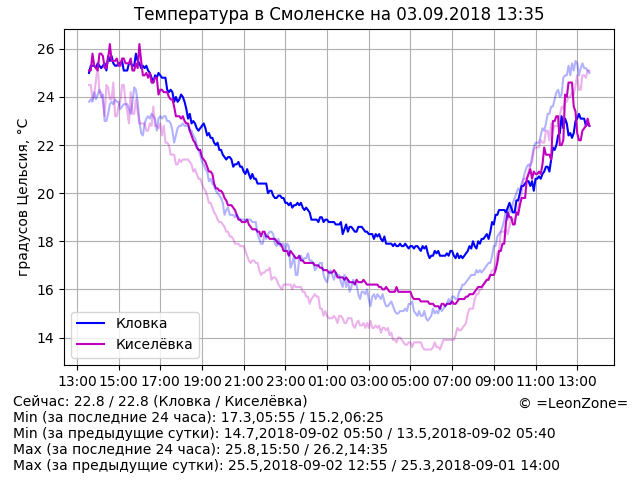 Температура в Смоленске на 03.09.2018 13:35
градусов Цельсия, °C
26
24
22
20
18
16
14
Кловка
Киселёвка
13:00 15:00 17:00 19:00 21:00 23:00 01:00 03:00 05:00 07:00 09:00 11:00 13:00
Сейчас: 22.8 / 22.8 (Кловка / Киселёвка)
© =LeonZone=
Min (за последние 24 часа): 17.3,05:55 / 15.2,06:25
Min (за предыдущие сутки): 14.7,2018-09-02 05:50 / 13.5,2018-09-02 05:40
Max (за последние 24 часа): 25.8,15:50 / 26.2,14:35
Max (за предыдущие сутки): 25.5,2018-09-02 12:55 / 25.3,2018-09-01 14:00